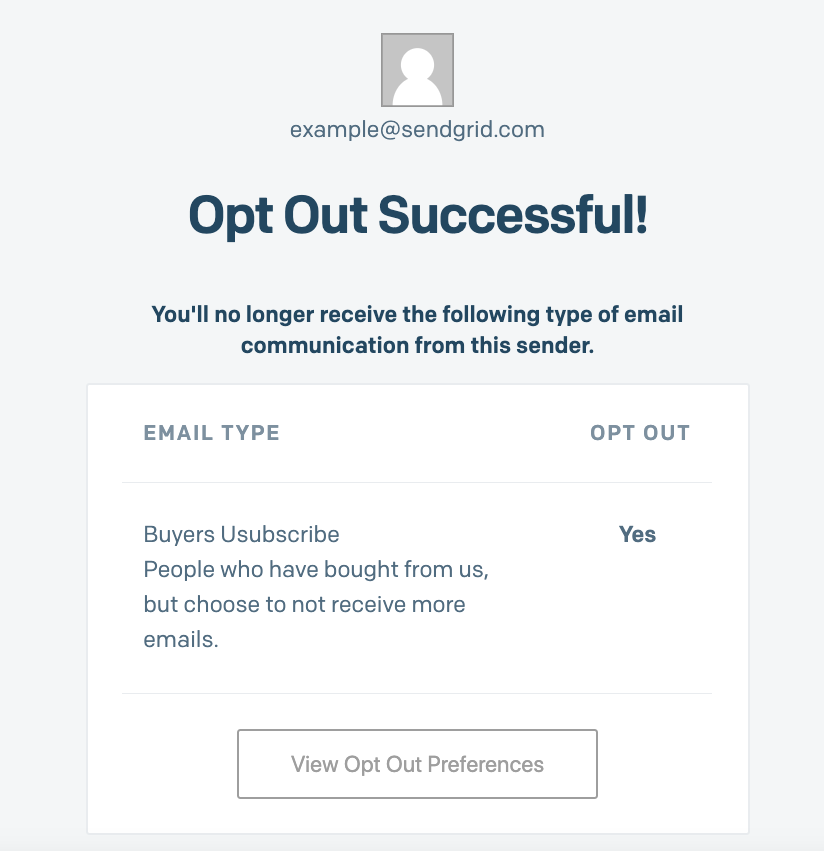 example@sendgrid.com
Opt Out Successful!
You'll no longer receive the following type of email
communication from this sender.
EMAIL TYPE OPT OUT
Buyers Usubscribe Yes
People who have bought from us,
but choose to not receive more
emails.
View Opt Out Preferences